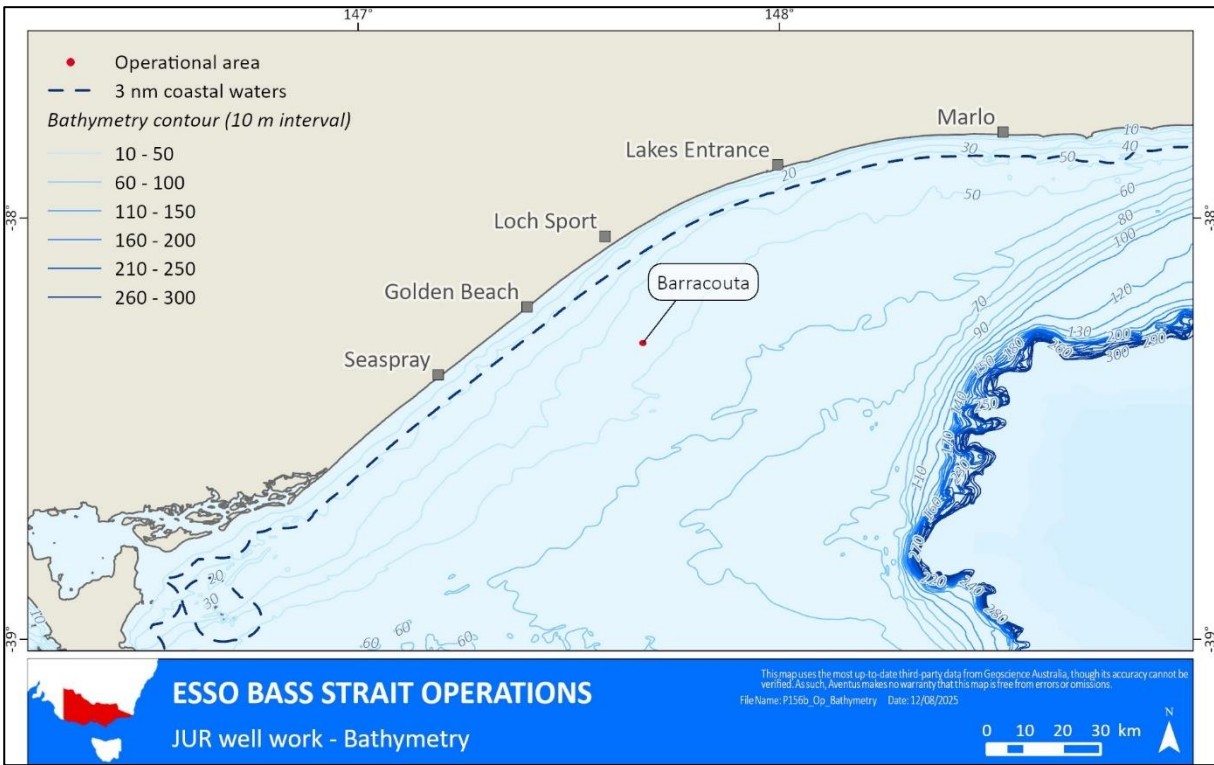 147°
148°
Operational area
3 nm coastal waters
Bathymetry contour (10 m interval)
10 - 50
60 - 100
110 - 150
160 - 200
210 - 250
260 - 300
Marlo
10
30
40
50
Lakes Entrance
20
60
50
-38°
-38°
80
Loch Sport
100
Barracouta
Golden Beach
120
70
90
130
200
300
290
Seaspray
140
110
20
30
220
240
280
60
60
60
10
-39°
-39°
ESSO BASS STRAIT OPERATIONS
JUR well work - Bathymetry
This map uses the most up-to-date third-party data from Geoscience Australia, though its accuracy cannot be
verified. As such, Aventus makes no warranty that this map is free from errors or omissions.
File Name: P156b_Op_Bathymetry Date: 12/08/2025
N
0 10 20 30 km